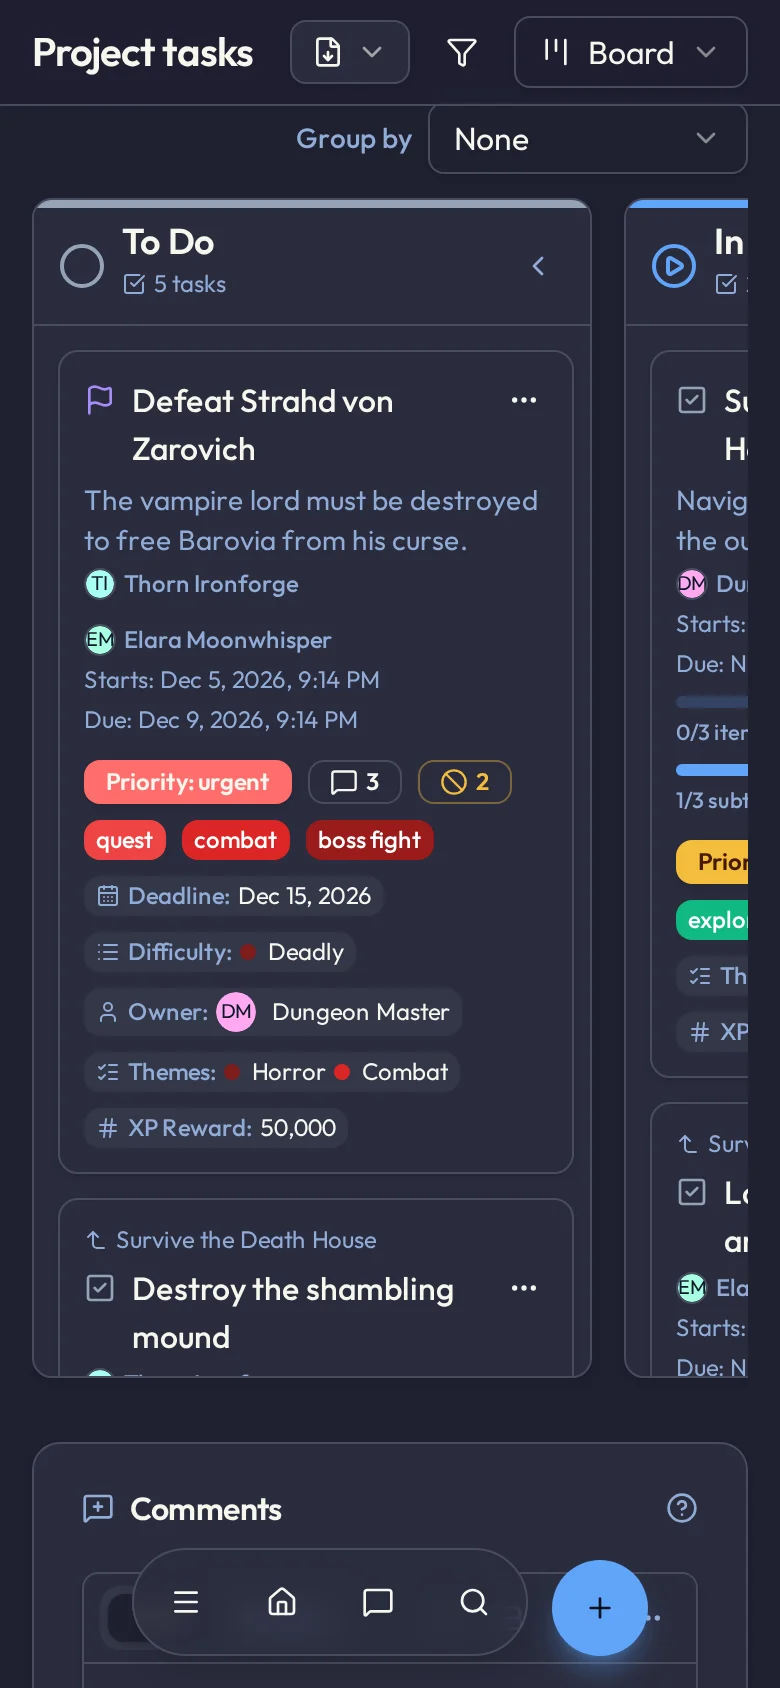 Project tasks
Board
Group by
None
To Do
5 tasks
Defeat Strahd von
Zarovich
The vampire lord must be destroyed
to free Barovia from his curse.
TI Thorn Ironforge
EM Elara Moonwhisper
Starts: Dec 5, 2026, 9:14 PM
Due: Dec 9, 2026, 9:14 PM
Priority: urgent
3
2
quest
combat
boss fight
Deadline: Dec 15, 2026
Difficulty: Deadly
Owner: DM Dungeon Master
Themes: Horror Combat
XP Reward: 50,000
Survive the Death House
Destroy the shambling
mound
In
Navig
the ou
DM Du
Starts:
Due: N
0/3 iter
1/3 subt
Prior
explo
Th
XP
Surv
EM Ela
Starts:
Due: N
Comments